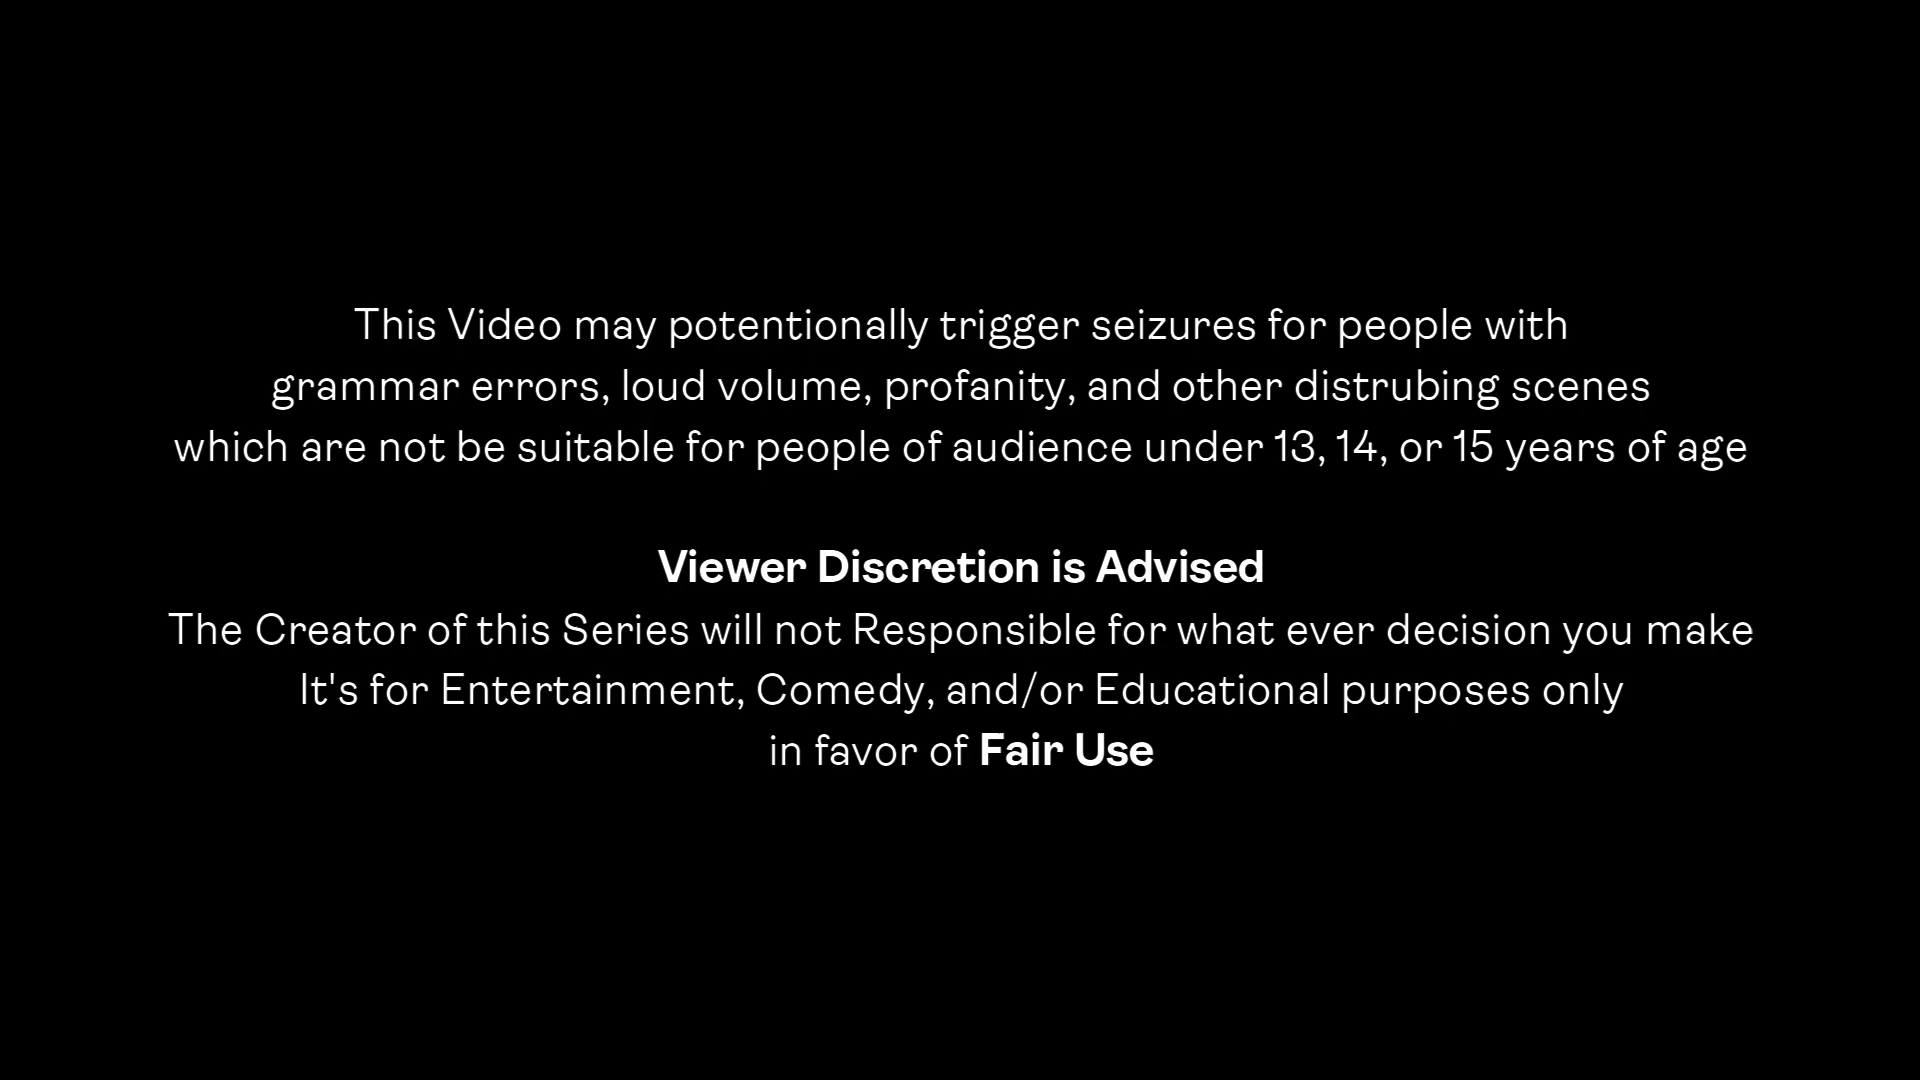 This Video may potentionally trigger seizures for people with
grammar errors, loud volume, profanity, and other distrubing scenes
which are not be suitable for people of audience under 13, 14, or 15 years of age
Viewer Discretion is Advised
The Creator of this Series will not Responsible for what ever decision you make
It's for Entertainment, Comedy, and/or Educational purposes only
in favor of Fair Use